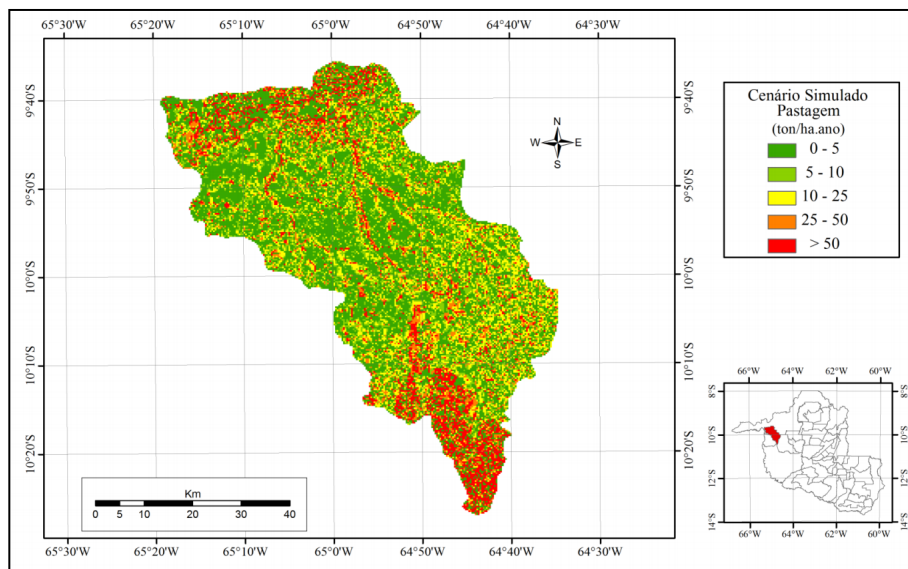 65°30'W 65°20'W 65°10'W 65°0'W 64°50'W 64°40'W 64°30'W
9°40'S 9°40'S
9°50'S 9°50'S
10°0'S 10°0'S
10°10'S 10°10'S
10°20'S 10°20'S
N
W E
S
Cenário Simulado
Pastagem
(ton/ha.ano)
0 - 5
5 - 10
10 - 25
25 - 50
> 50
Km
0 5 10 20 30 40
65°30'W 65°20'W 65°10'W 65°0'W 64°50'W 64°40'W 64°30'W
66°W 64°W 62°W 60°W
8°S 8°S
10°S 10°S
12°S 12°S
14°S 14°S
66°W 64°W 62°W 60°W